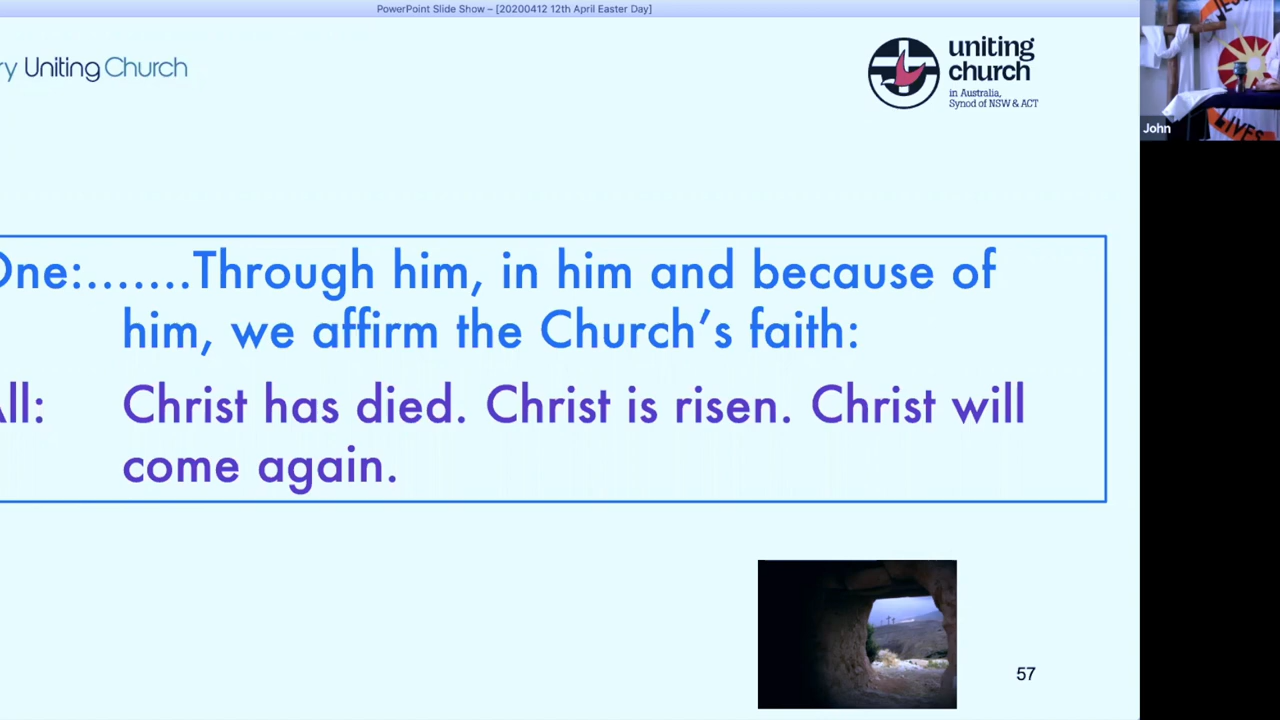 PowerPoint Slide Show – [20200412 12th April Easter Day]
Uniting Church
uniting
church
in Australia,
Synod of NSW & ACT
John
LIVES
One:.......Through him, in him and because of
him, we affirm the Church’s faith:
All: Christ has died. Christ is risen. Christ will
come again.
57